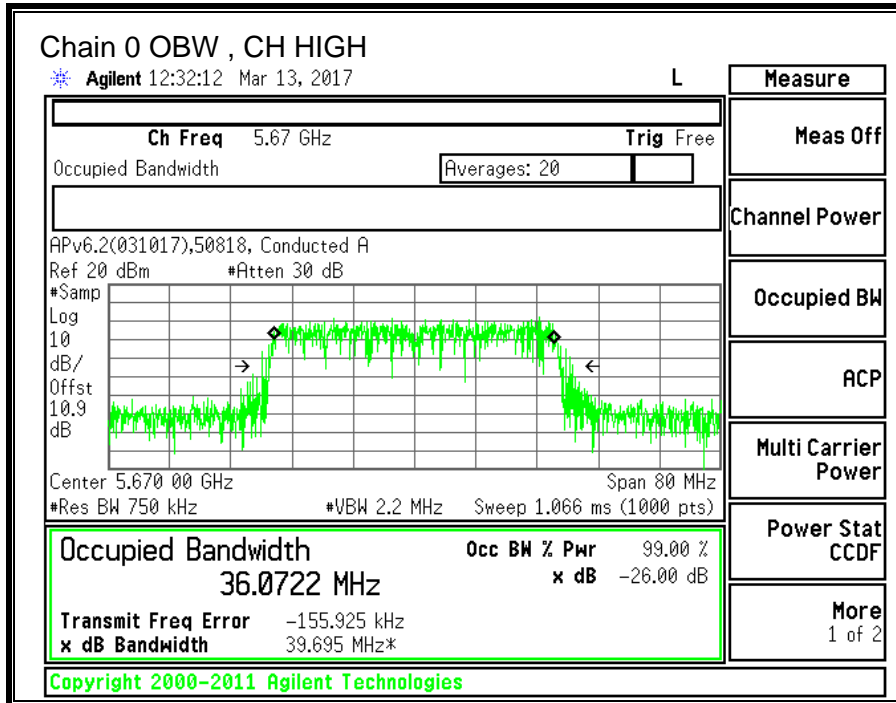 Chain 0 OBW , CH HIGH
Agilent 12:32:12 Mar 13, 2017 L
Measure
Ch Freq 5.67 GHz Trig Free
Meas Off
Occupied Bandwidth Averages: 20
Channel Power
APv6.2(031017),50818, Conducted A
Ref 20 dBm #Atten 30 dB
#Samp
Log
10
dB/
Offst
10.9
dB
Occupied BW
ACP
Center 5.670 00 GHz Span 80 MHz
#Res BW 750 kHz #VBW 2.2 MHz Sweep 1.066 ms (1000 pts)
Multi Carrier
Power
Occupied Bandwidth Occ BW % Pwr 99.00 %
36.0722 MHz x dB -26.00 dB
Power Stat
CCDF
Transmit Freq Error -155.925 kHz
x dB Bandwidth 39.695 MHz*
More
1 of 2
Copyright 2000-2011 Agilent Technologies